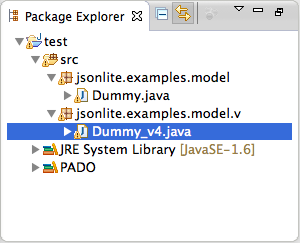 Package Explorer
test
src
jsonlite.examples.model
Dummy.java
jsonlite.examples.model.v
Dummy_v4.java
JRE System Library [JavaSE-1.6]
PADO